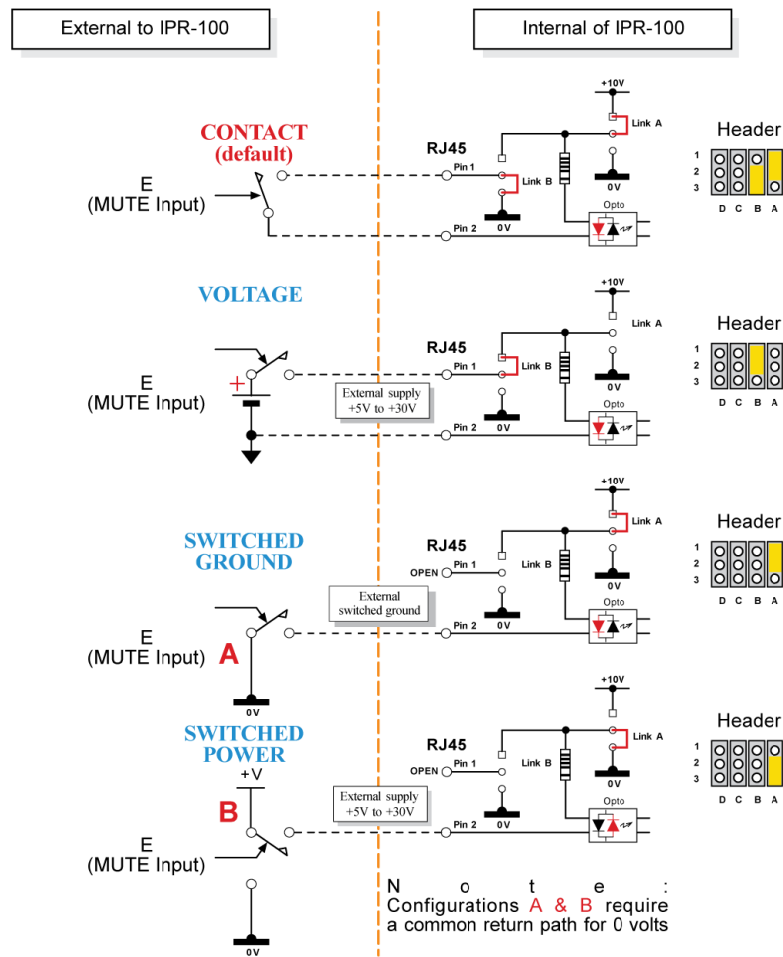 External to IPR-100
Internal of IPR-100
CONTACT
(default)
E
(MUTE Input)
RJ45
Pin 1
Pin 2
Link B
0V
+10V
Link A
0V
Opto
Header
1
2
3
D C B A
VOLTAGE
E
(MUTE Input)
+
External supply
+5V to +30V
RJ45
Pin 1
Pin 2
Link B
0V
+10V
Link A
Opto
Header
1
2
3
D C B A
SWITCHED
GROUND
E
(MUTE Input)
A
0V
External
switched ground
RJ45
OPEN
Pin 1
Pin 2
Link B
0V
+10V
Link A
0V
Opto
Header
1
2
3
D C B A
SWITCHED
POWER
+V
B
E
(MUTE Input)
0V
External supply
+5V to +30V
RJ45
OPEN
Pin 1
Pin 2
Link B
0V
+10V
Link A
0V
Opto
Header
1
2
3
D C B A
N o t e :
Configurations A & B require
a common return path for 0 volts